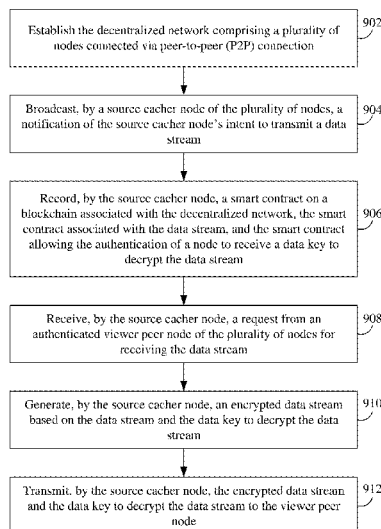 Establish the decentralized network comprising a plurality of
nodes connected via peer-to-peer (P2P) connection
902
Broadcast, by a source cacher node of the plurality of nodes, a
notification of the source cacher node's intent to transmit a data
stream
904
Record, by the source cacher node, a smart contract on a
blockchain associated with the decentralized network, the smart
contract associated with the data stream, and the smart contract
allowing the authentication of a node to receive a data key to
decrypt the data stream
906
Receive, by the source cacher node, a request from an
authenticated viewer peer node of the plurality of nodes for
receiving the data stream
908
Generate, by the source cacher node, an encrypted data stream
based on the data stream and the data key to decrypt the data
stream
910
Transmit, by the source cacher node, the encrypted data stream
and the data key to decrypt the data stream to the viewer peer
node
912